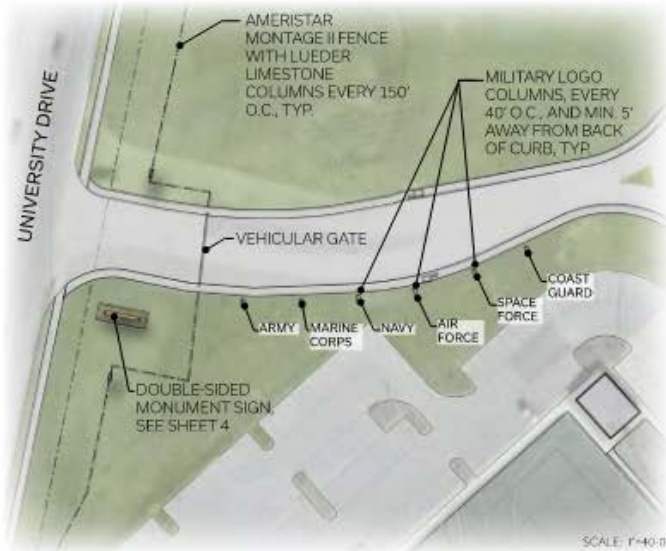 AMERISTAR
MONTAGE II FENCE
WITH LUEDER
LIMESTONE
COLUMNS EVERY 150'
O.C., TYP.
MILITARY LOGO
COLUMNS, EVERY
40' O.C., AND MIN. 5'
AWAY FROM BACK
OF CURB, TYP.
UNIVERSITY DRIVE
VEHICULAR GATE
ARMY
MARINE
CORPS
NAVY
AIR
FORCE
SPACE
FORCE
COAST
GUARD
DOUBLE-SIDED
MONUMENT SIGN,
SEE SHEET 4
SCALE: